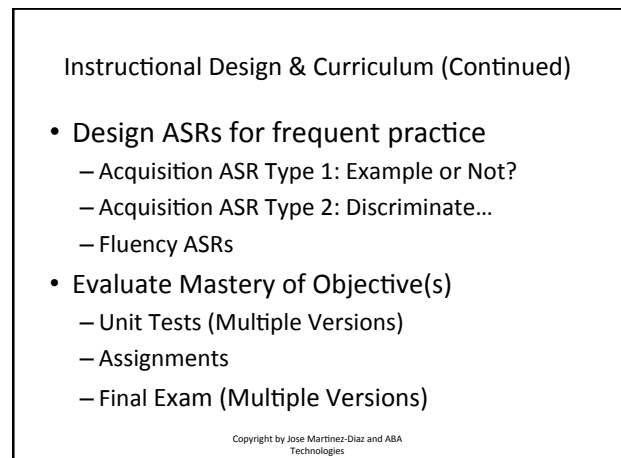 Instructional Design & Curriculum (Continued)
• Design ASRs for frequent practice
– Acquisition ASR Type 1: Example or Not?
– Acquisition ASR Type 2: Discriminate…
– Fluency ASRs
• Evaluate Mastery of Objective(s)
– Unit Tests (Multiple Versions)
– Assignments
– Final Exam (Multiple Versions)
Copyright by Jose Martinez-Diaz and ABA
Technologies